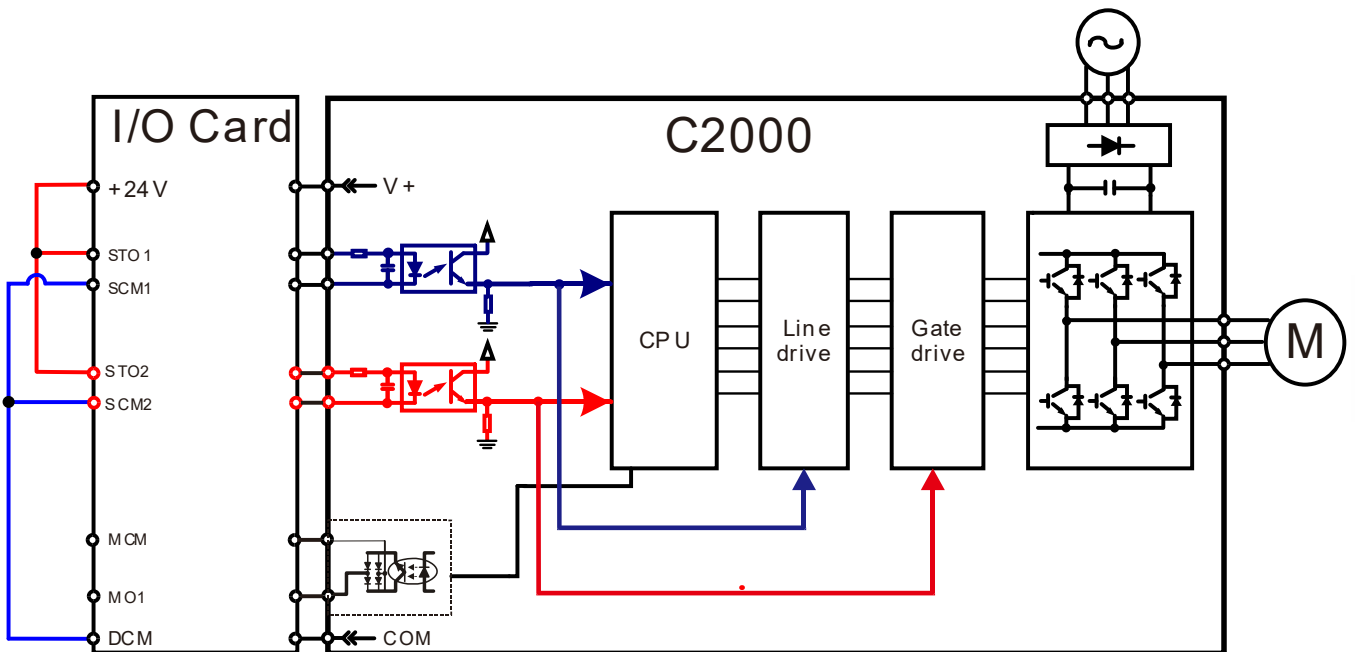 I/O Card
C2000
+24V
V+
STO1
SCM1
STO2
SCM2
CPU
Line
drive
Gate
drive
M
MCM
MO1
DCM
COM